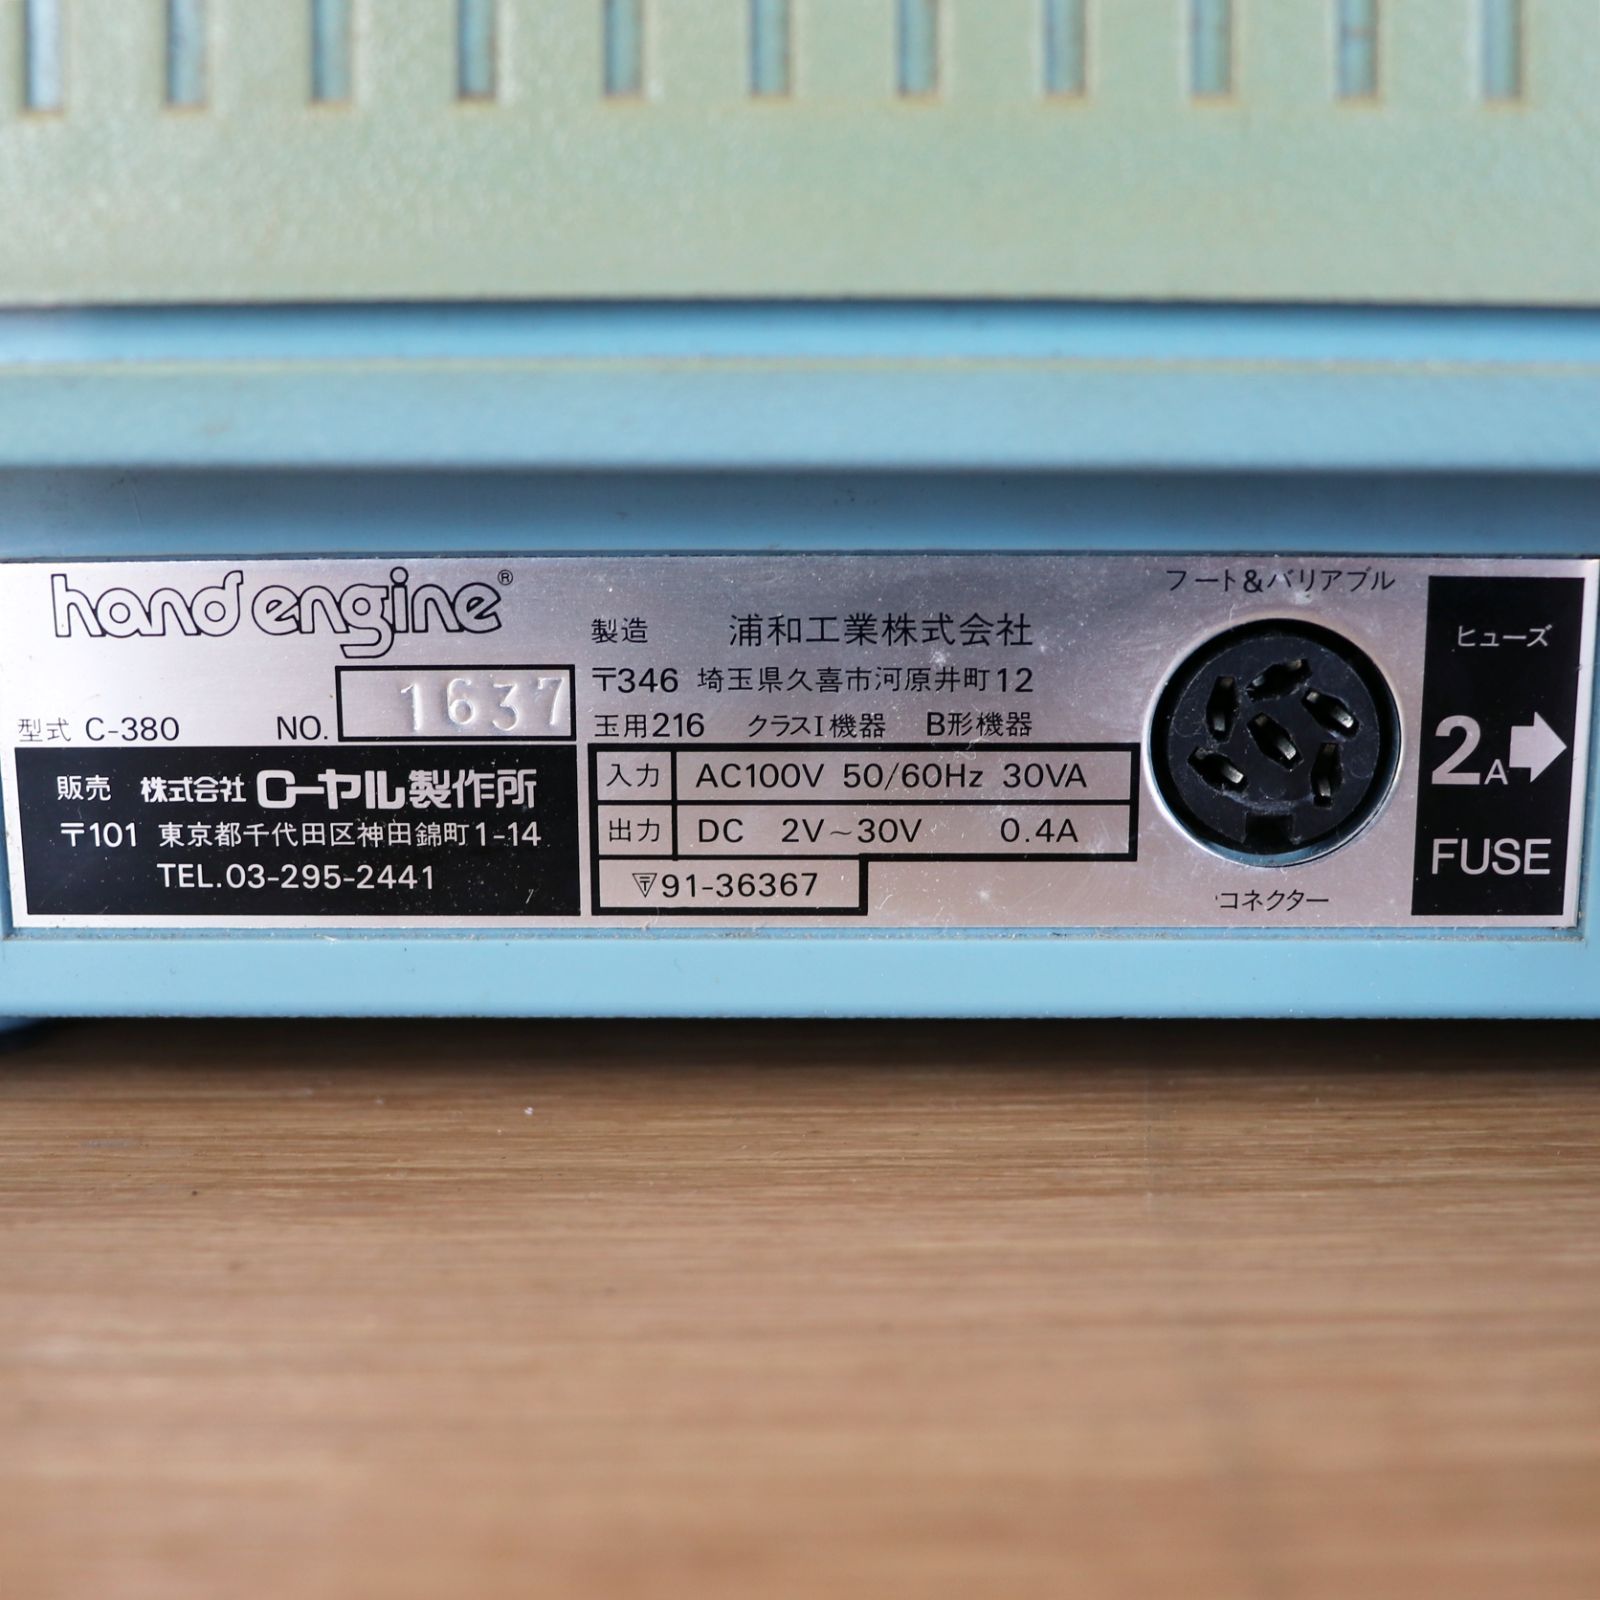 hand engine®
型式 C-380 NO. 1637
販売 株式会社 ローヤル製作所
〒101 東京都千代田区神田錦町1-14
TEL.03-295-2441
製造 浦和工業株式会社
〒346 埼玉県久喜市河原井町12
玉用216 クラスI機器 B形機器
入力 AC100V 50/60Hz 30VA
出力 DC 2V~30V 0.4A
91-36367
フート&バリアブル
コネクター
ヒューズ
2A
FUSE